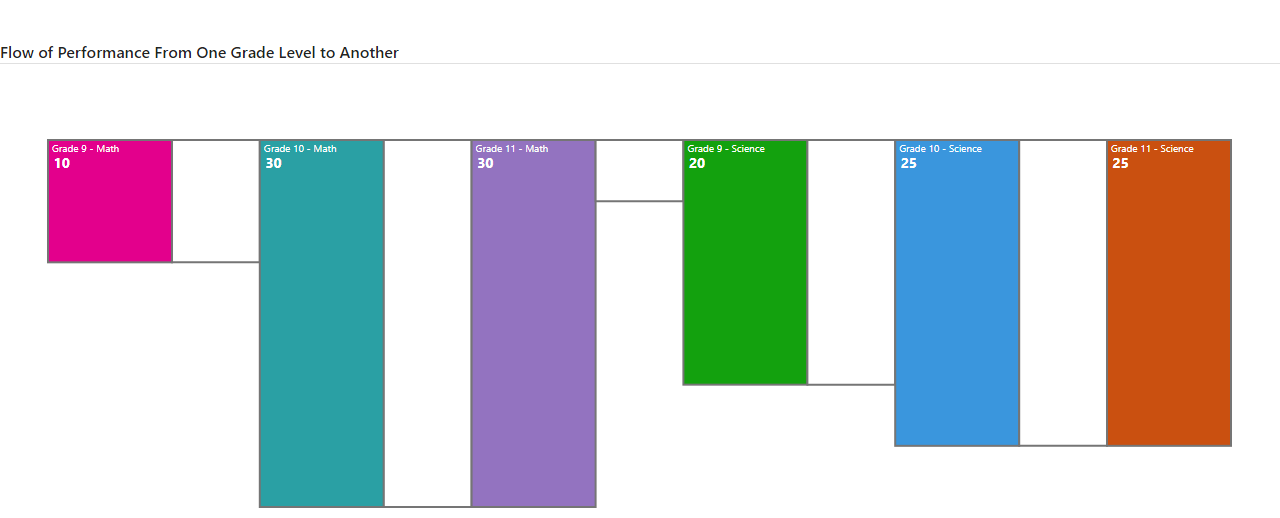 Flow of Performance From One Grade Level to Another
Grade 9 - Math
10
Grade 10 - Math
30
Grade 11 - Math
30
Grade 9 - Science
20
Grade 10 - Science
25
Grade 11 - Science
25